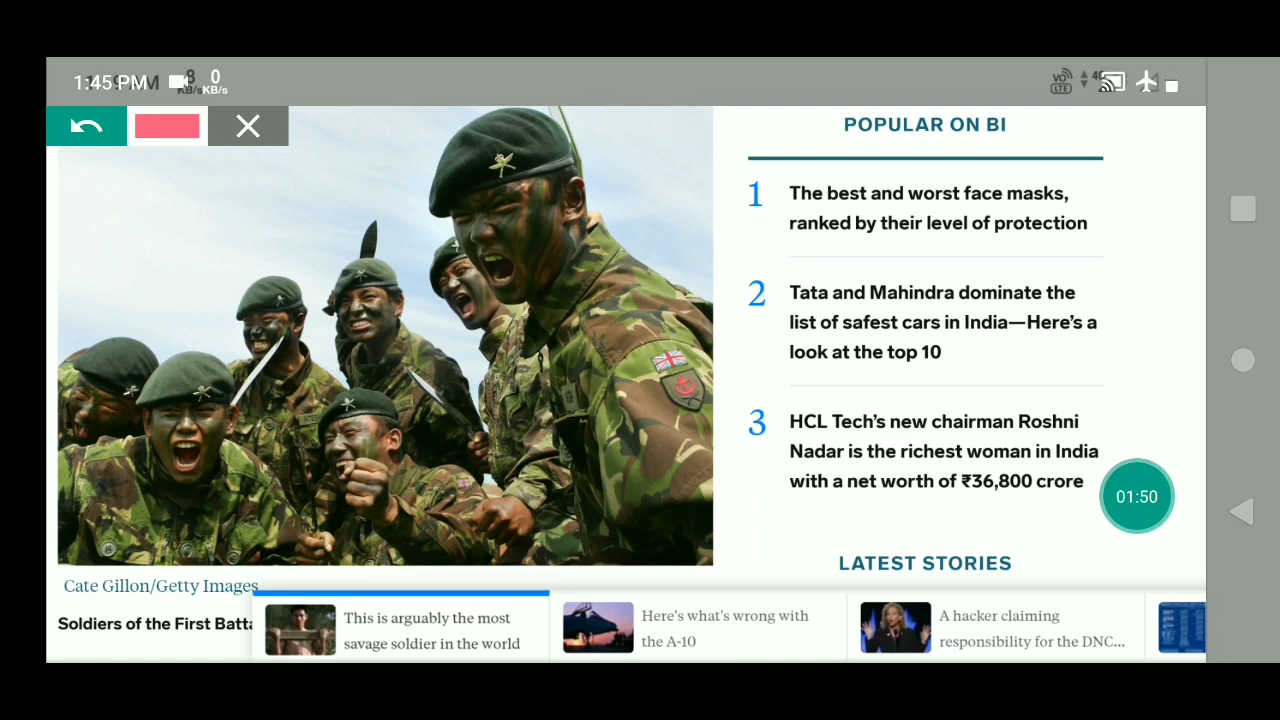 1:45 PM
8
KB/s
0
KB/s
VO
LTE
POPULAR ON BI
1
The best and worst face masks,
ranked by their level of protection
2
Tata and Mahindra dominate the
list of safest cars in India—Here's a
look at the top 10
3
HCL Tech's new chairman Roshni
Nadar is the richest woman in India
with a net worth of ₹36,800 crore
01:50
LATEST STORIES
Cate Gillon/Getty Images
Soldiers of the First Batta
This is arguably the most
savage soldier in the world
Here's what's wrong with
the A-10
A hacker claiming
responsibility for the DNC...